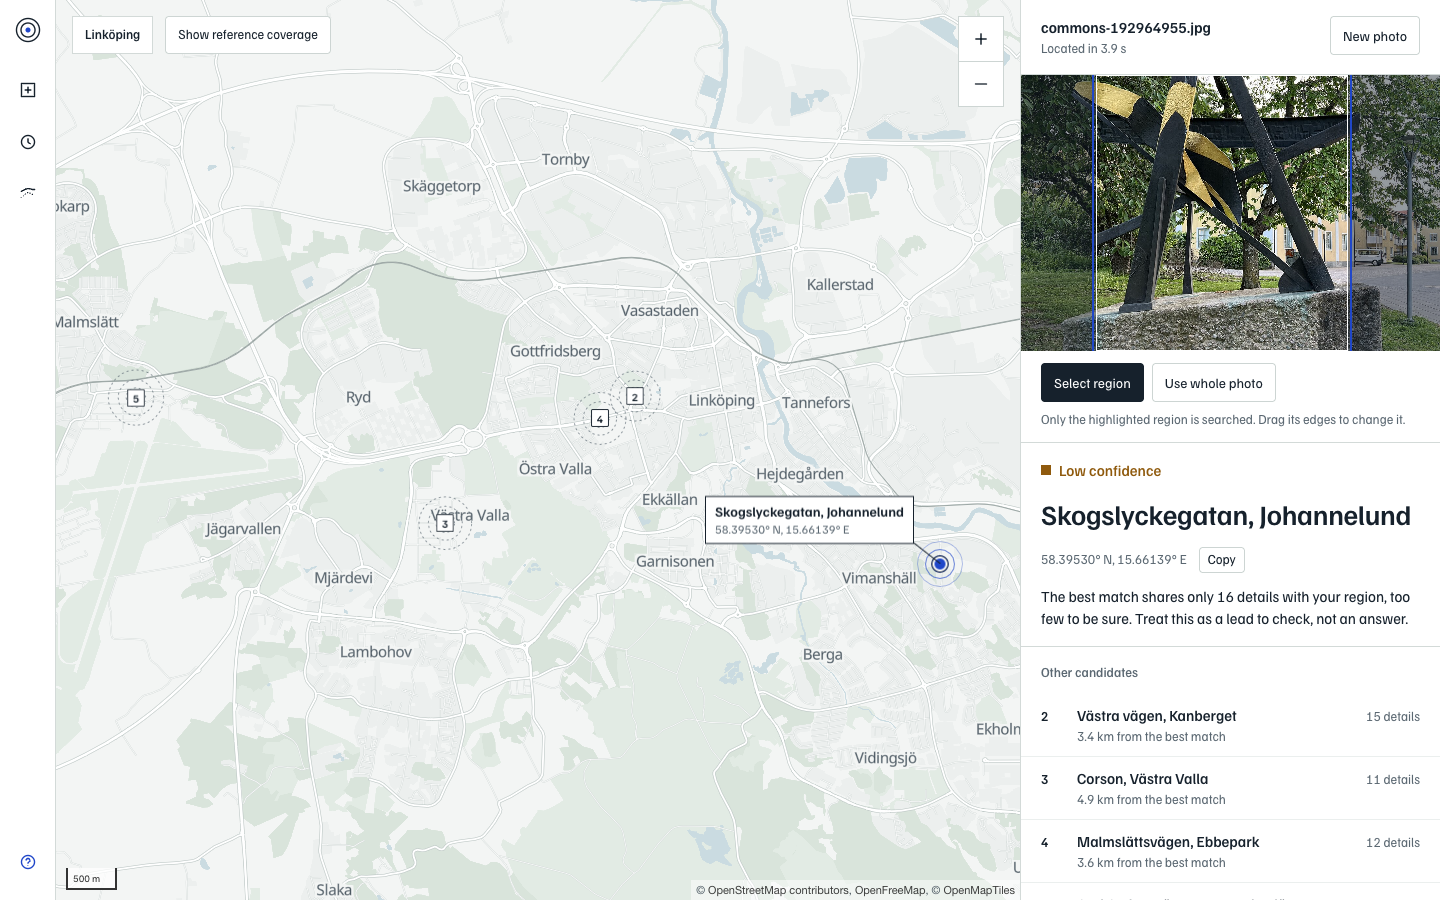 Linköping
Show reference coverage
Tornby
Skäggetorp
okarp
Kallerstad
Vasastaden
Malmslätt
Gottfridsberg
Ryd
Linköping
Tannefors
5
2
4
Östra Valla
Hejdegården
Ekkällan
Skogslyckegatan, Johannelund
58.39530° N, 15.66139° E
Västra Valla
3
Jägarvallen
Garnisonen
Vimanshäll
Mjärdevi
Lambohov
Berga
Ekholm
Vidingsjö
Slaka
500 m
© OpenStreetMap contributors, OpenFreeMap, © OpenMapTiles
commons-192964955.jpg
Located in 3.9 s
New photo
Select region
Use whole photo
Only the highlighted region is searched. Drag its edges to change it.
Low confidence
Skogslyckegatan, Johannelund
58.39530° N, 15.66139° E
Copy
The best match shares only 16 details with your region, too
few to be sure. Treat this as a lead to check, not an answer.
Other candidates
2
Västra vägen, Kanberget
15 details
3.4 km from the best match
3
Corson, Västra Valla
11 details
4.9 km from the best match
4
Malmslättsvägen, Ebbepark
12 details
3.6 km from the best match